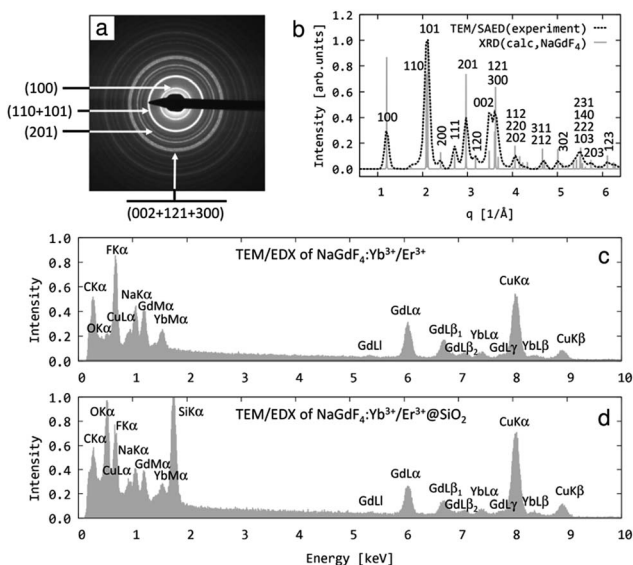 a
(100)
(110+101)
(201)
(002+121+300)
b
TEM/SAED(experiment)
XRD(calc,NaGdF₄)
Intensity [arb.units]
1.2
1.0
0.8
0.6
0.4
0.2
0.0
100
110
101
200
111
201
120
002
121
300
112
220
202
311
212
302
231
140
222
103
203
123
1 2 3 4 5 6
q [1/Å]
TEM/EDX of NaGdF₄:Yb³⁺/Er³⁺
c
Intensity
1.0
0.8
0.6
0.4
0.2
0.0
CKα
OKα
FKα
CuLα
NaKα
GdMα
YbMα
GdLl
GdLα
GdLβ₁
GdLβ₂
YbLα
GdLγ
CuKα
YbLβ
CuKβ
0 1 2 3 4 5 6 7 8 9 10
TEM/EDX of NaGdF₄:Yb³⁺/Er³⁺@SiO₂
d
Intensity
1.0
0.8
0.6
0.4
0.2
0.0
CKα
OKα
FKα
CuLα
NaKα
GdMα
YbMα
SiKα
GdLl
GdLα
GdLβ₁
GdLβ₂
YbLα
GdLγ
CuKα
YbLβ
CuKβ
0 1 2 3 4 5 6 7 8 9 10
Energy [keV]